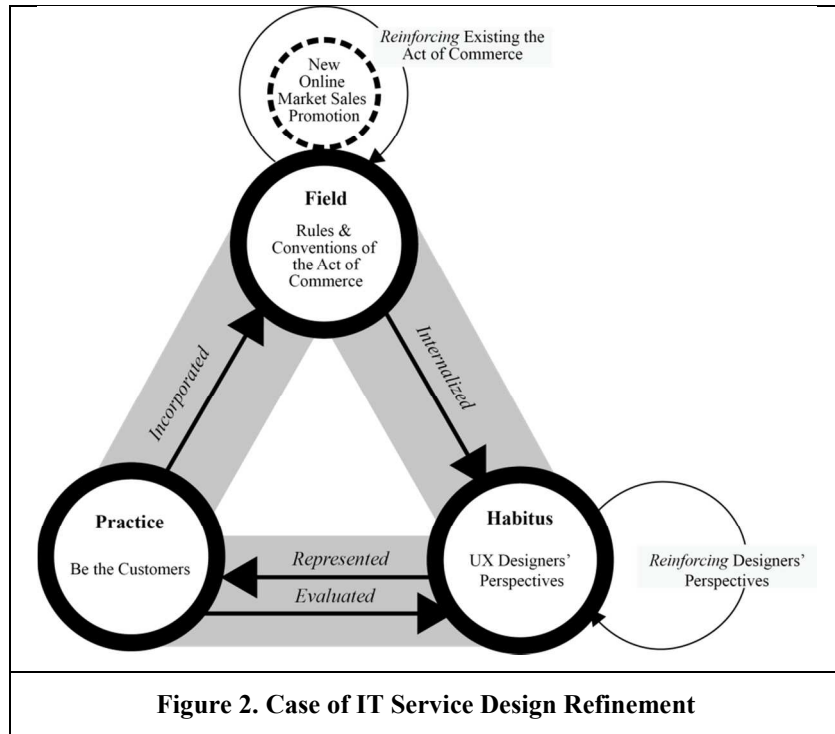 Reinforcing Existing the
Act of Commerce
New
Online
Market Sales
Promotion
Field
Rules &
Conventions of
the Act of
Commerce
Incorporated
Internalized
Practice
Be the Customers
Represented
Evaluated
Habitus
UX Designers'
Perspectives
Reinforcing Designers'
Perspectives
Figure 2. Case of IT Service Design Refinement